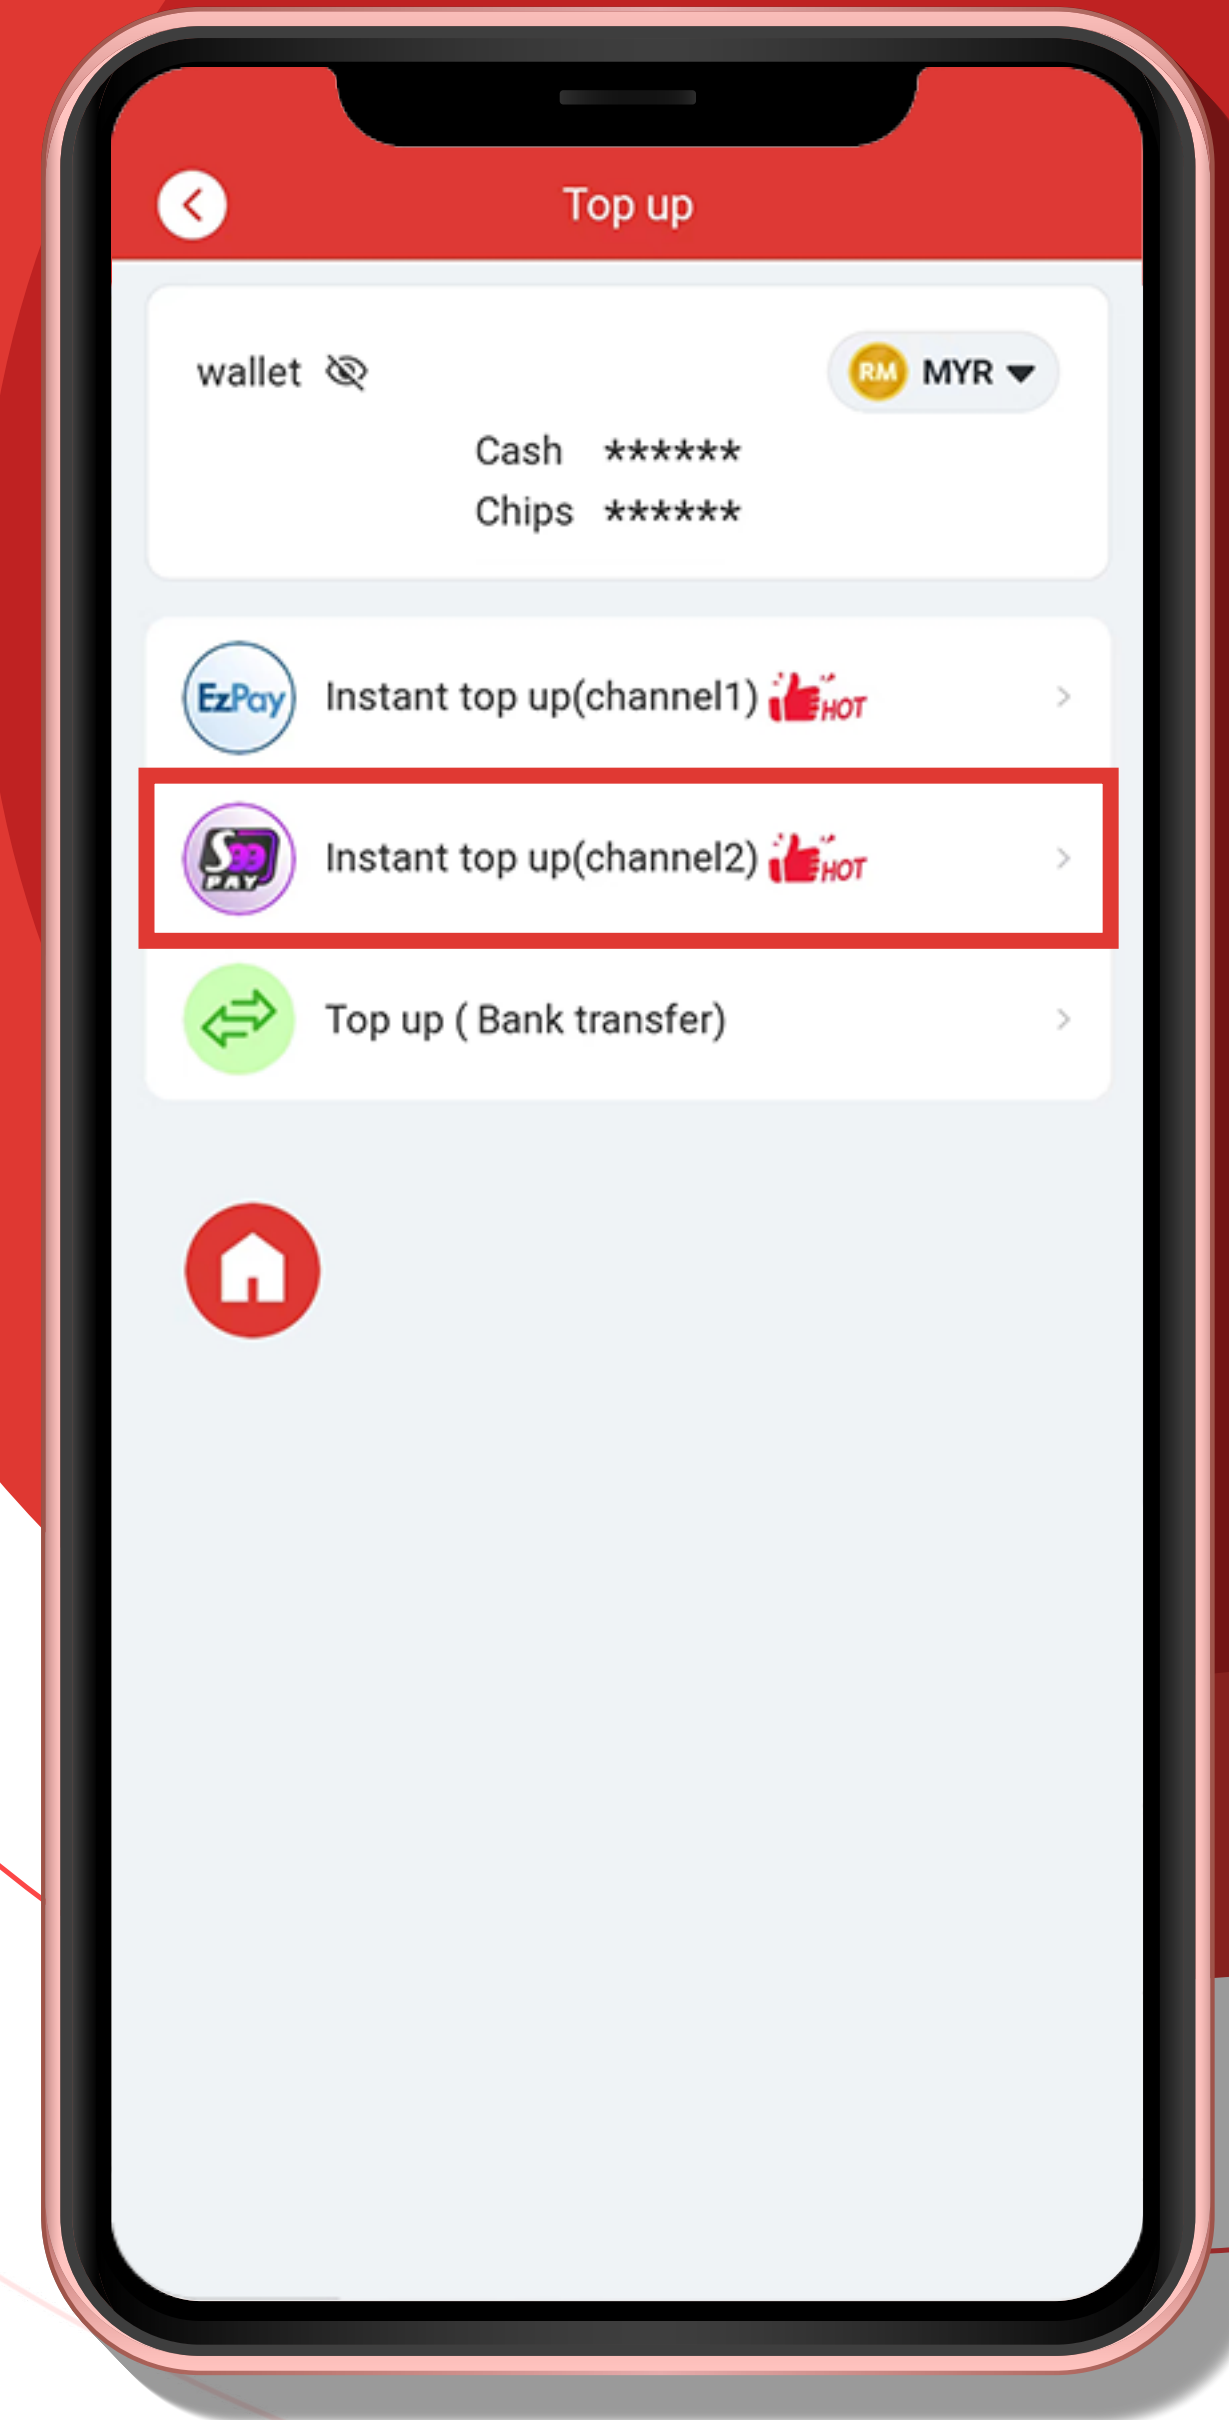 Top up
wallet
RM MYR
Cash ******
Chips ******
EzPay Instant top up(channel1) HOT
S99 PAY Instant top up(channel2) HOT
Top up ( Bank transfer)